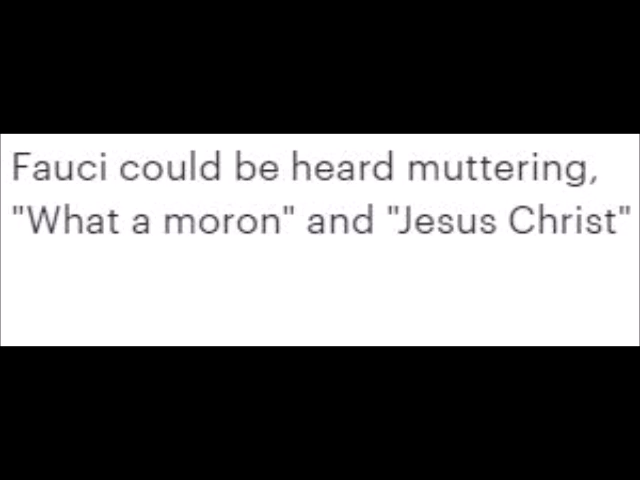 Fauci could be heard muttering,
"What a moron" and "Jesus Christ"